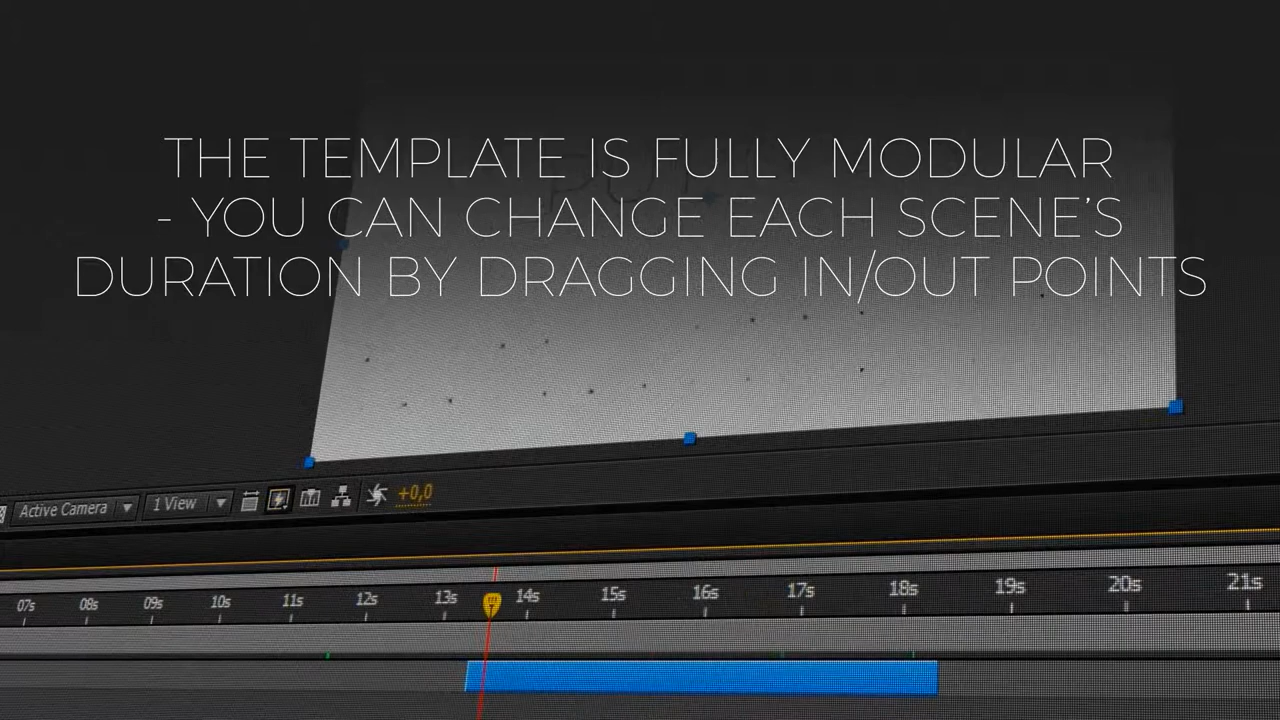 THE TEMPLATE IS FULLY MODULAR
- YOU CAN CHANGE EACH SCENE'S
DURATION BY DRAGGING IN/OUT POINTS
Active Camera 1 View +0,0
07s 08s 09s 10s 11s 12s 13s 14s 15s 16s 17s 18s 19s 20s 21s